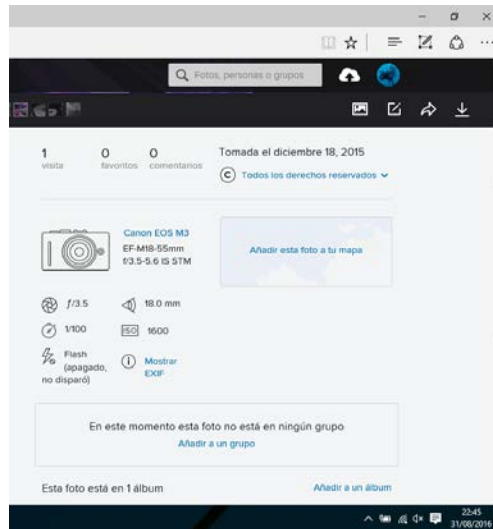 Fotos, personas o grupos
1 0 0
visita favoritos comentarios
Tomada el diciembre 18, 2015
Todos los derechos reservados
Canon EOS M3
EF-M18-55mm
f/3.5-5.6 IS STM
Añadir esta foto a tu mapa
f/3.5 18.0 mm
1/100 ISO 1600
Flash
(apagado,
no disparó)
Mostrar
EXIF
En este momento esta foto no está en ningún grupo
Añadir a un grupo
Esta foto está en 1 álbum Añadir a un álbum
22:45
31/08/2016